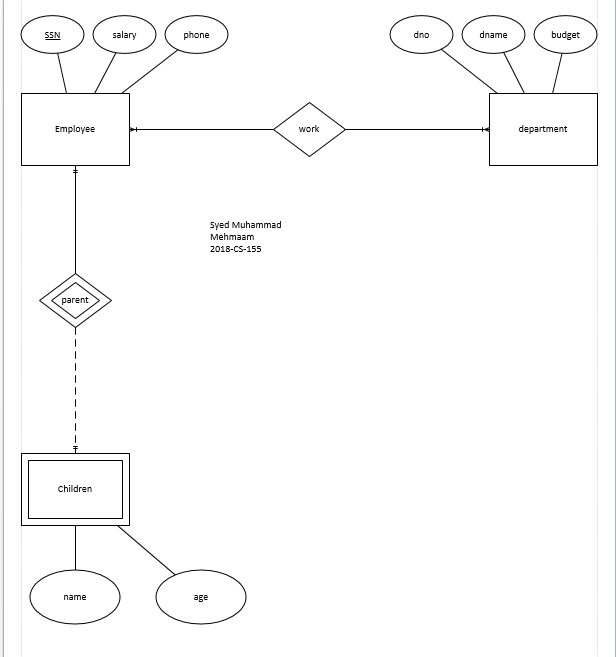 SSN
salary
phone
dno
dname
budget
Employee
work
department
Syed Muhammad
Mehmaam
2018-CS-155
parent
Children
name
age